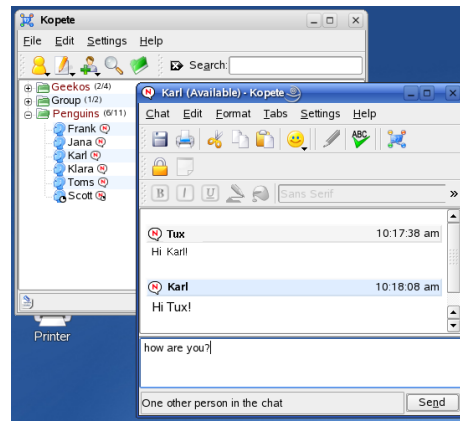 Kopete
File Edit Settings Help
Search:
Geekos (2/4)
Group (1/2)
Penguins (6/11)
Frank
Jana
Karl
Klara
Toms
Scott
Printer
Karl (Available) - Kopete
Chat Edit Format Tabs Settings Help
ABC
B I U Sans Serif »
N Tux 10:17:38 am
Hi Karl!
N Karl 10:18:08 am
Hi Tux!
how are you?
One other person in the chat Send